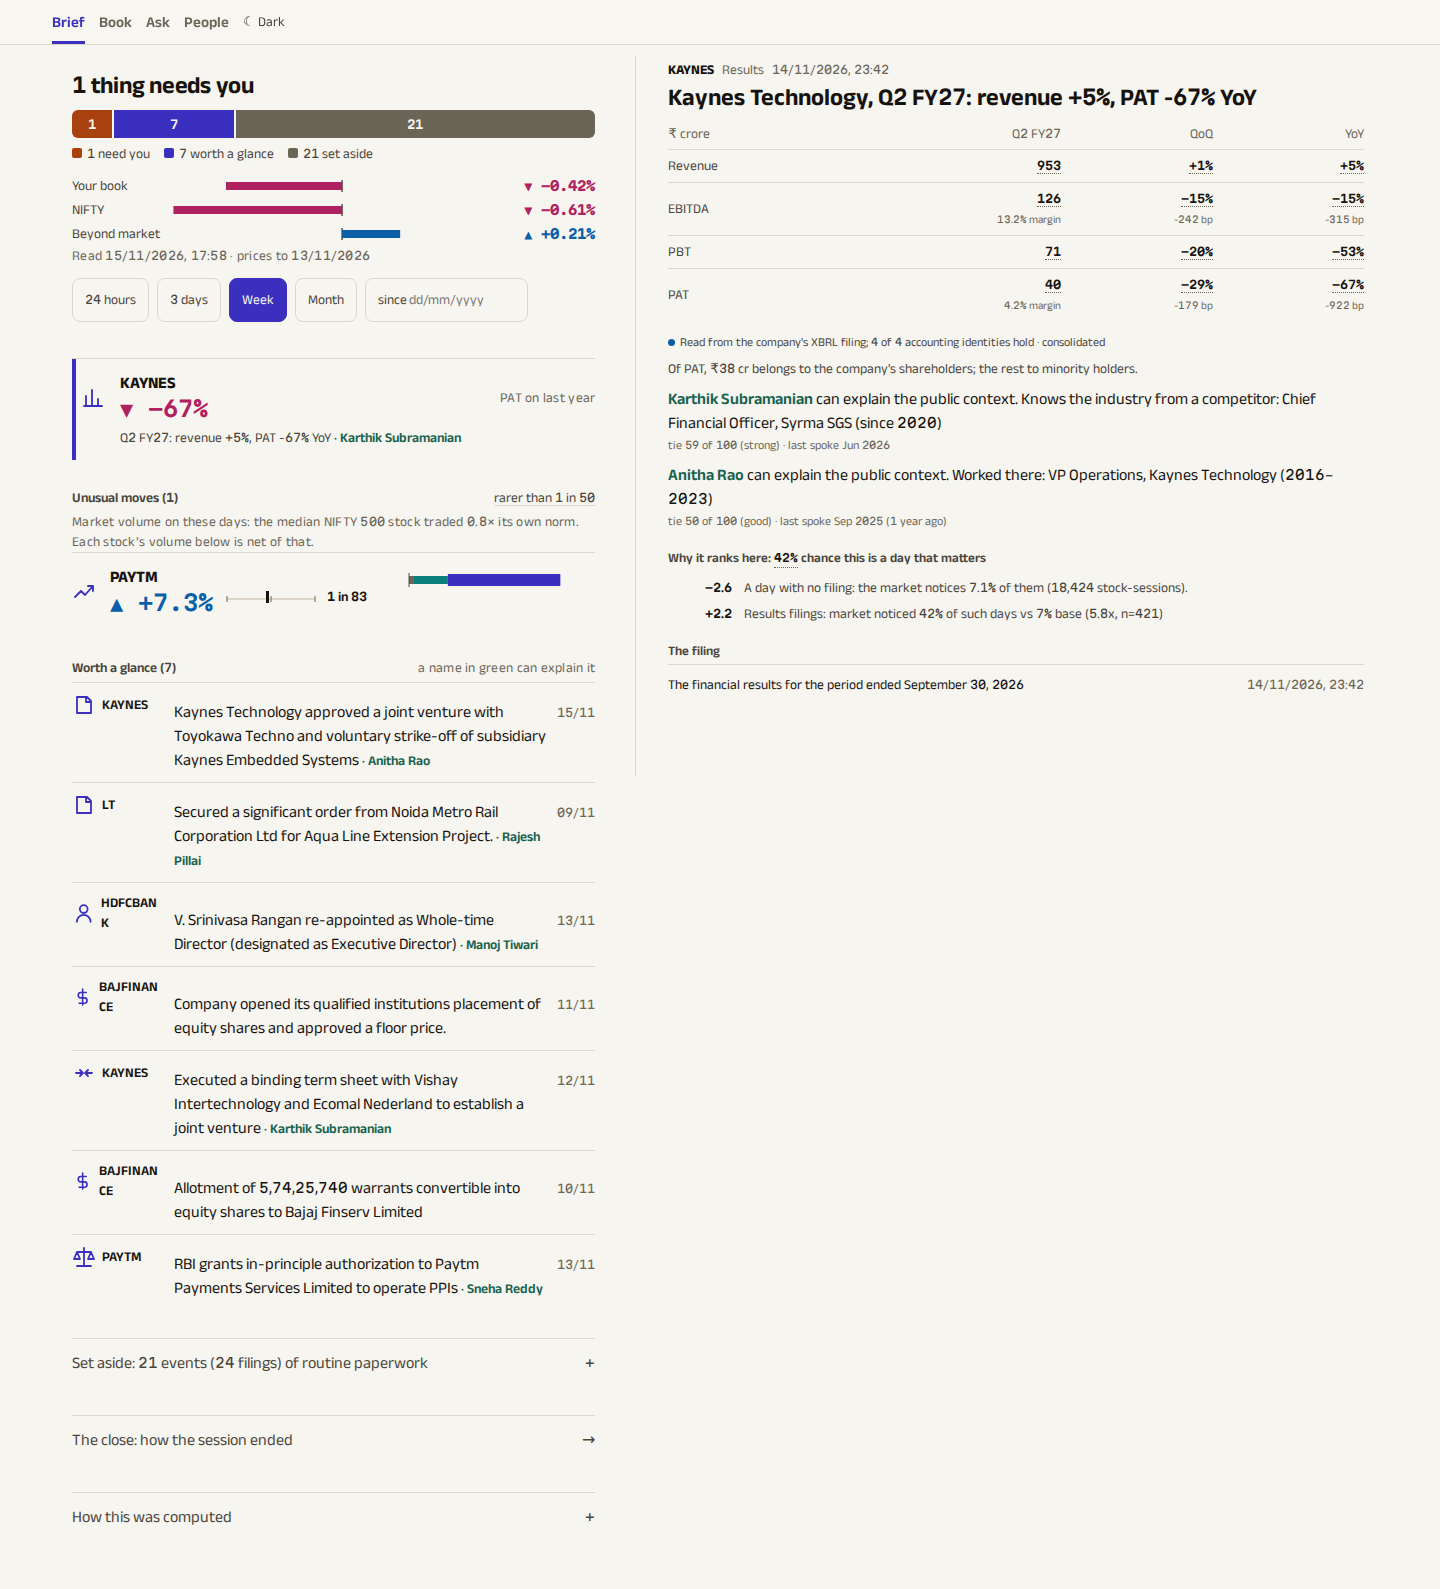 Brief Book Ask People ☾ Dark
1 thing needs you
1 7 21
1 need you 7 worth a glance 21 set aside
Your book ▼ −0.42%
NIFTY ▼ −0.61%
Beyond market ▲ +0.21%
Read 15/11/2026, 17:58 · prices to 13/11/2026
24 hours 3 days Week Month since dd/mm/yyyy
KAYNES
▼ −67% PAT on last year
Q2 FY27: revenue +5%, PAT -67% YoY · Karthik Subramanian
Unusual moves (1) rarer than 1 in 50
Market volume on these days: the median NIFTY 500 stock traded 0.8× its own norm.
Each stock's volume below is net of that.
PAYTM
▲ +7.3% 1 in 83
Worth a glance (7) a name in green can explain it
KAYNES Kaynes Technology approved a joint venture with 15/11
Toyokawa Techno and voluntary strike-off of subsidiary
Kaynes Embedded Systems · Anitha Rao
LT Secured a significant order from Noida Metro Rail 09/11
Corporation Ltd for Aqua Line Extension Project. · Rajesh
Pillai
HDFCBAN
K
V. Srinivasa Rangan re-appointed as Whole-time 13/11
Director (designated as Executive Director) · Manoj Tiwari
BAJFINAN
CE
Company opened its qualified institutions placement of 11/11
equity shares and approved a floor price.
KAYNES Executed a binding term sheet with Vishay 12/11
Intertechnology and Ecomal Nederland to establish a
joint venture · Karthik Subramanian
BAJFINAN
CE
Allotment of 5,74,25,740 warrants convertible into 10/11
equity shares to Bajaj Finserv Limited
PAYTM RBI grants in-principle authorization to Paytm 13/11
Payments Services Limited to operate PPIs · Sneha Reddy
Set aside: 21 events (24 filings) of routine paperwork +
The close: how the session ended →
How this was computed +
KAYNES Results 14/11/2026, 23:42
Kaynes Technology, Q2 FY27: revenue +5%, PAT -67% YoY
₹ crore Q2 FY27 QoQ YoY
Revenue 953 +1% +5%
EBITDA 126 −15% −15%
13.2% margin -242 bp -315 bp
PBT 71 −20% −53%
PAT 40 −29% −67%
4.2% margin -179 bp -922 bp
Read from the company's XBRL filing; 4 of 4 accounting identities hold · consolidated
Of PAT, ₹38 cr belongs to the company's shareholders; the rest to minority holders.
Karthik Subramanian can explain the public context. Knows the industry from a competitor: Chief
Financial Officer, Syrma SGS (since 2020)
tie 59 of 100 (strong) · last spoke Jun 2026
Anitha Rao can explain the public context. Worked there: VP Operations, Kaynes Technology (2016–
2023)
tie 50 of 100 (good) · last spoke Sep 2025 (1 year ago)
Why it ranks here: 42% chance this is a day that matters
−2.6 A day with no filing: the market notices 7.1% of them (18,424 stock-sessions).
+2.2 Results filings: market noticed 42% of such days vs 7% base (5.8x, n=421)
The filing
The financial results for the period ended September 30, 2026 14/11/2026, 23:42